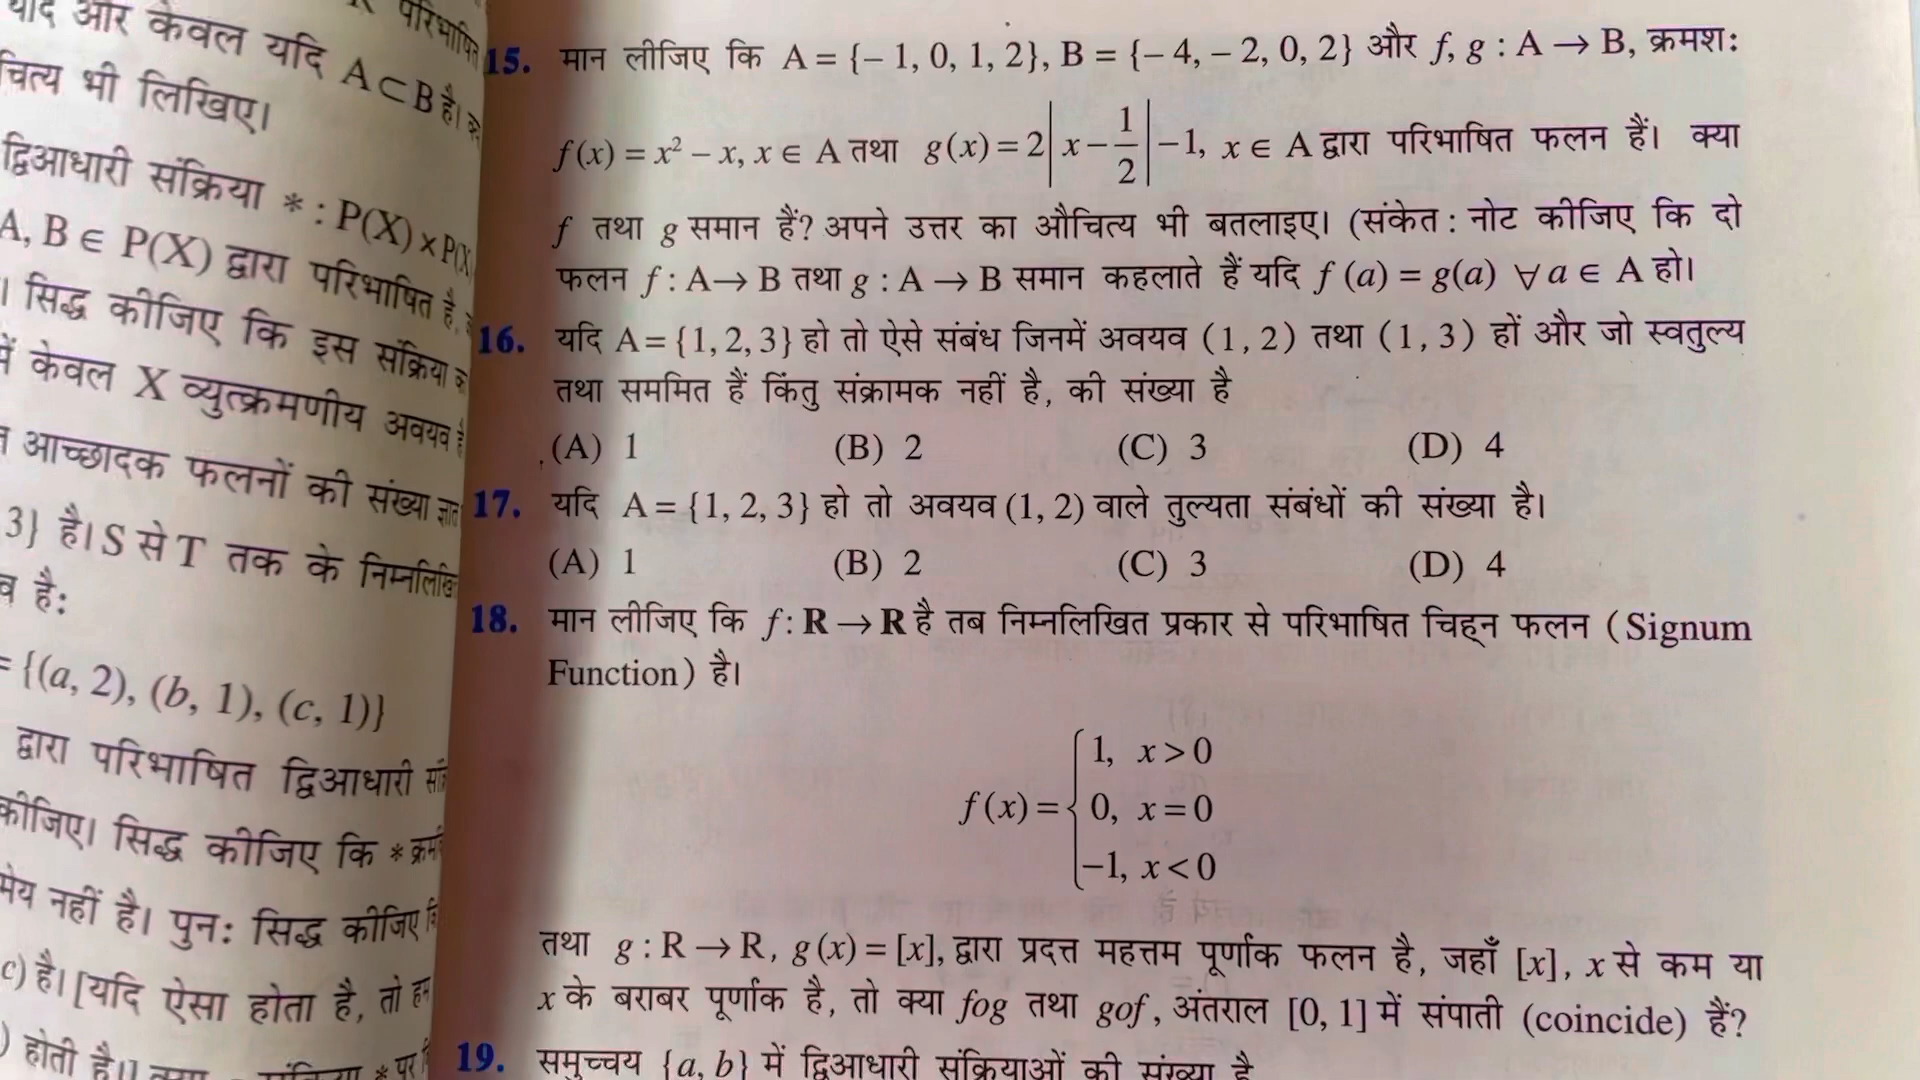 यदि और केवल यदि A⊂B है।
चित्य भी लिखिए।
द्विआधारी संक्रिया * : P(X) × P(X)
A, B ∈ P(X) द्वारा परिभाषित है,
। सिद्ध कीजिए कि इस संक्रिया
में केवल X व्युत्क्रमणीय अवयव है
आच्छादक फलनों की संख्या ज्ञात
3} है। S से T तक के
है:
= {(a, 2), (b, 1), (c, 1)}
द्वारा परिभाषित द्विआधारी
कीजिए। सिद्ध कीजिए कि *
मेय नहीं है। पुन: सिद्ध कीजिए
c) है। [यदि ऐसा होता है, तो हम
) होती है।]
15. मान लीजिए कि A = {– 1, 0, 1, 2}, B = {– 4, – 2, 0, 2} और f, g : A → B, क्रमश:
f (x) = x² – x, x ∈ A तथा g(x) = 2|x – 1/2| – 1, x ∈ A द्वारा परिभाषित फलन हैं। क्या
f तथा g समान हैं? अपने उत्तर का औचित्य भी बतलाइए। (संकेत : नोट कीजिए कि दो
फलन f : A → B तथा g : A → B समान कहलाते हैं यदि f (a) = g(a) ∀ a ∈ A हो।
16. यदि A = {1, 2, 3} हो तो ऐसे संबंध जिनमें अवयव (1, 2) तथा (1, 3) हों और जो स्वतुल्य
तथा सममित हैं किंतु संक्रामक नहीं है, की संख्या है
(A) 1 (B) 2 (C) 3 (D) 4
17. यदि A = {1, 2, 3} हो तो अवयव (1, 2) वाले तुल्यता संबंधों की संख्या है।
(A) 1 (B) 2 (C) 3 (D) 4
18. मान लीजिए कि f : R → R है तब निम्नलिखित प्रकार से परिभाषित चिह्न फलन (Signum
Function) है।
1, x > 0
f (x) = { 0, x = 0
–1, x < 0
तथा g : R → R, g (x) = [x], द्वारा प्रदत्त महत्तम पूर्णांक फलन है, जहाँ [x], x से कम या
x के बराबर पूर्णांक है, तो क्या fog तथा gof, अंतराल [0, 1] में संपाती (coincide) हैं?
19. समुच्चय {a, b} में द्विआधारी संक्रियाओं की संख्या है